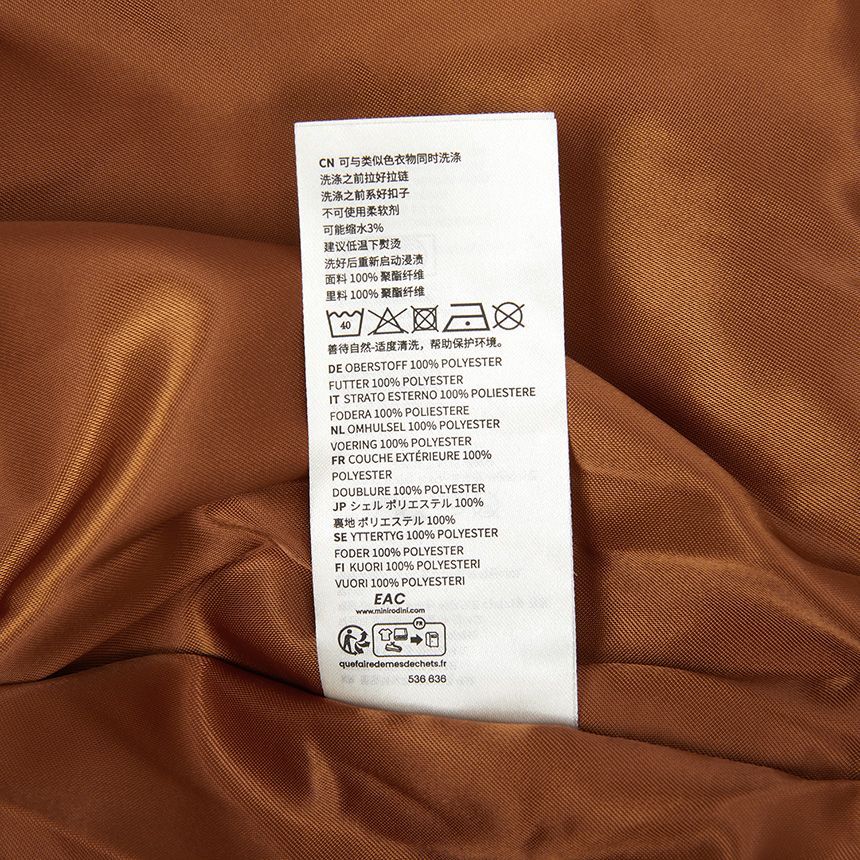 CN 可与类似色衣物同时洗涤
洗涤之前拉好拉链
洗涤之前系好扣子
不可使用柔软剂
可能缩水3%
建议低温下熨烫
洗好后重新启动浸渍
面料 100% 聚酯纤维
里料 100% 聚酯纤维
40
善待自然-适度清洗，帮助保护环境。
DE OBERSTOFF 100% POLYESTER
FUTTER 100% POLYESTER
IT STRATO ESTERNO 100% POLIESTERE
FODERA 100% POLIESTERE
NL OMHULSEL 100% POLYESTER
VOERING 100% POLYESTER
FR COUCHE EXTÉRIEURE 100%
POLYESTER
DOUBLURE 100% POLYESTER
JP シェル ポリエステル 100%
裏地 ポリエステル 100%
SE YTTERTYG 100% POLYESTER
FODER 100% POLYESTER
FI KUORI 100% POLYESTERI
VUORI 100% POLYESTERI
EAC
www.minirodini.com
FR
quefairedemesdechets.fr
536 636